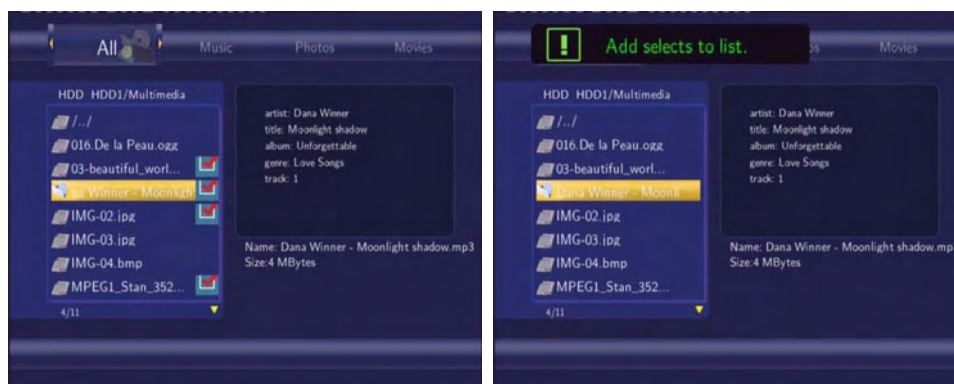 All Music Photos Movies
HDD HDD1/Multimedia
/../
016.De la Peau.ogg
03-beautiful_worl...
Winner - Moonligh
IMG-02.jpg
IMG-03.jpg
IMG-04.bmp
MPEG1_Stan_352...
4/11
artist: Dana Winner
title: Moonlight shadow
album: Unforgettable
genre: Love Songs
track: 1
Name: Dana Winner - Moonlight shadow.mp3
Size:4 MBytes
! Add selects to list.
Movies
HDD HDD1/Multimedia
/../
016.De la Peau.ogg
03-beautiful_worl...
Dana Winner - Moonli
IMG-02.jpg
IMG-03.jpg
IMG-04.bmp
MPEG1_Stan_352...
4/11
artist: Dana Winner
title: Moonlight shadow
album: Unforgettable
genre: Love Songs
track: 1
Name: Dana Winner - Moonlight shadow.mp
Size:4 MBytes